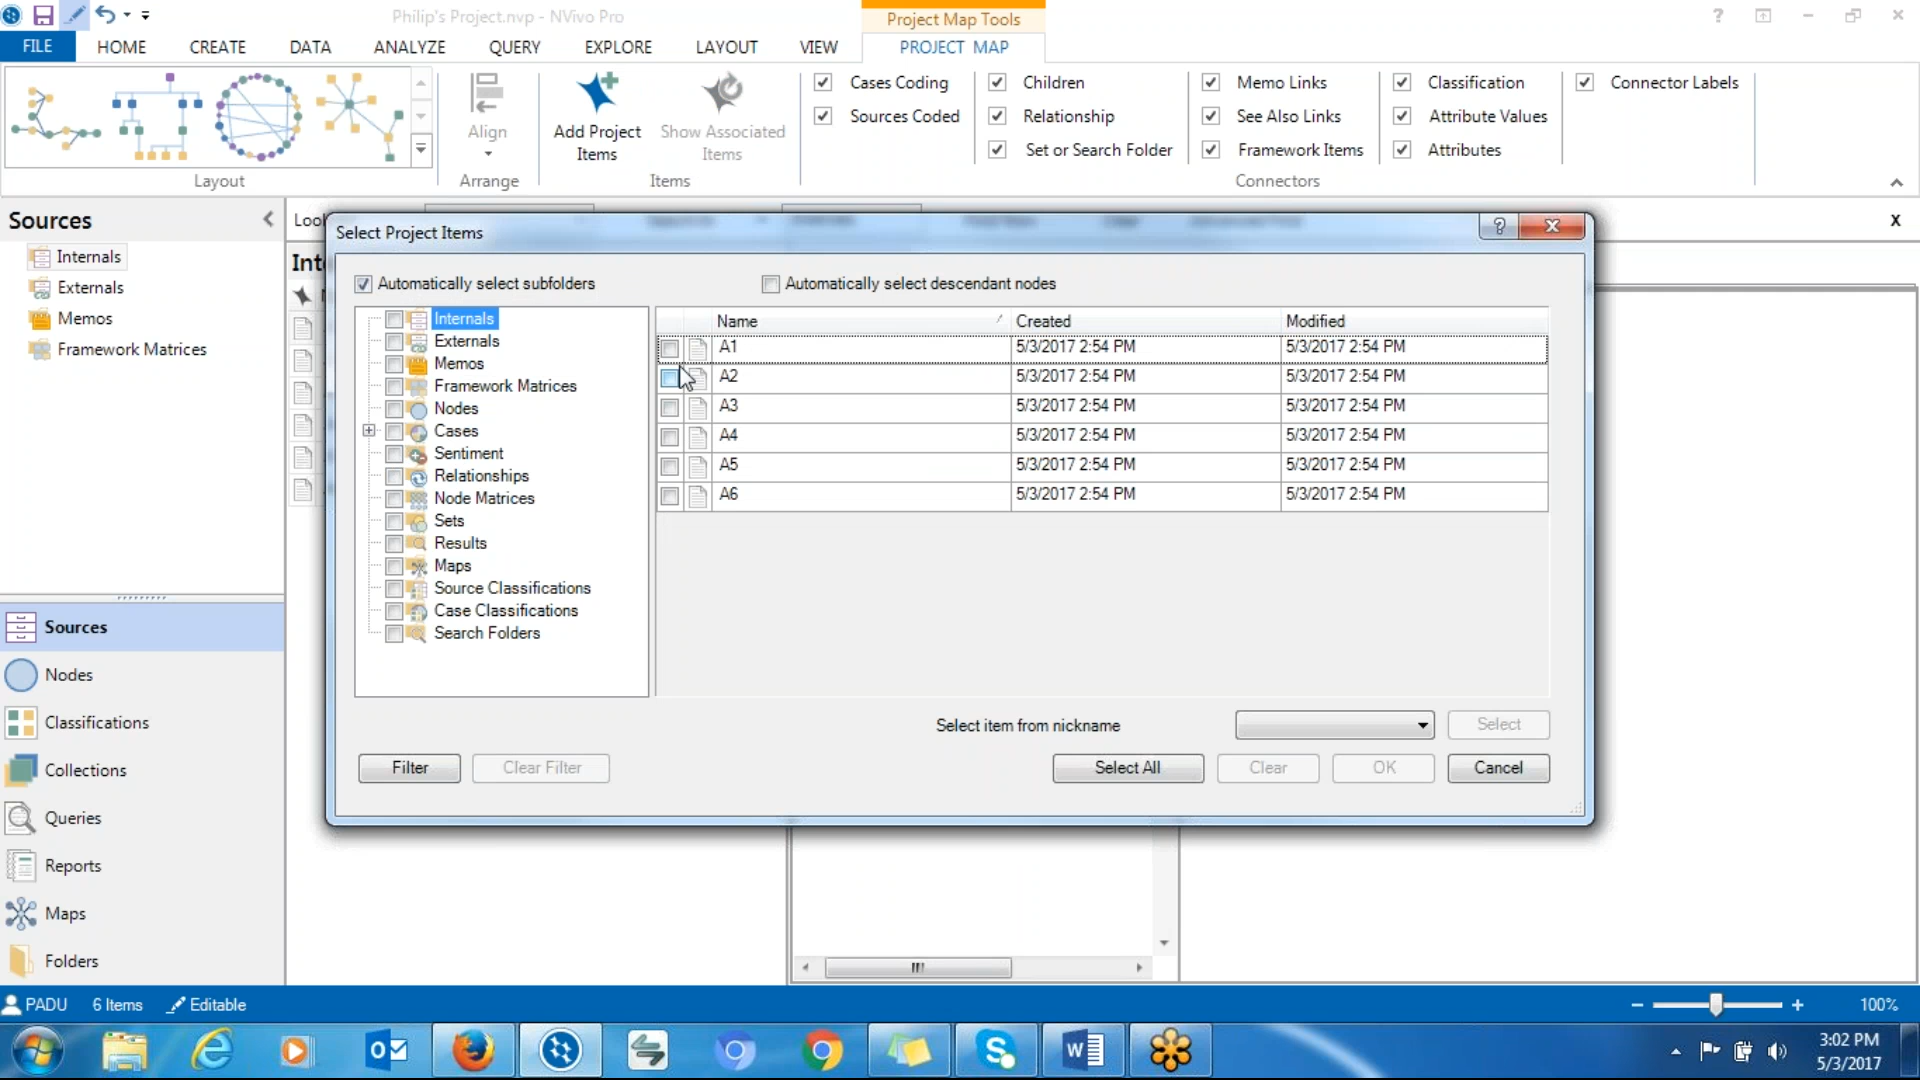 Philip's Project.nvp - NVivo Pro
Project Map Tools
FILE HOME CREATE DATA ANALYZE QUERY EXPLORE LAYOUT VIEW PROJECT MAP
Align
Add Project
Items
Show Associated
Items
Cases Coding
Sources Coded
Children
Relationship
Set or Search Folder
Memo Links
See Also Links
Framework Items
Classification
Attribute Values
Attributes
Connector Labels
Layout Arrange Items Connectors
Sources
Internals
Externals
Memos
Framework Matrices
Sources
Nodes
Classifications
Collections
Queries
Reports
Maps
Folders
Select Project Items
Automatically select subfolders
Automatically select descendant nodes
Internals
Externals
Memos
Framework Matrices
Nodes
Cases
Sentiment
Relationships
Node Matrices
Sets
Results
Maps
Source Classifications
Case Classifications
Search Folders
Name Created Modified
A1 5/3/2017 2:54 PM 5/3/2017 2:54 PM
A2 5/3/2017 2:54 PM 5/3/2017 2:54 PM
A3 5/3/2017 2:54 PM 5/3/2017 2:54 PM
A4 5/3/2017 2:54 PM 5/3/2017 2:54 PM
A5 5/3/2017 2:54 PM 5/3/2017 2:54 PM
A6 5/3/2017 2:54 PM 5/3/2017 2:54 PM
Select item from nickname
Select
Filter Clear Filter Select All Clear OK Cancel
PADU 6 Items Editable 100%
3:02 PM
5/3/2017